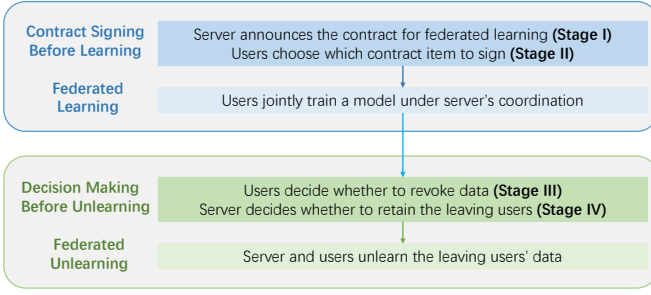 Contract Signing
Before Learning
Server announces the contract for federated learning (Stage I)
Users choose which contract item to sign (Stage II)
Federated
Learning
Users jointly train a model under server's coordination
Decision Making
Before Unlearning
Users decide whether to revoke data (Stage III)
Server decides whether to retain the leaving users (Stage IV)
Federated
Unlearning
Server and users unlearn the leaving users' data